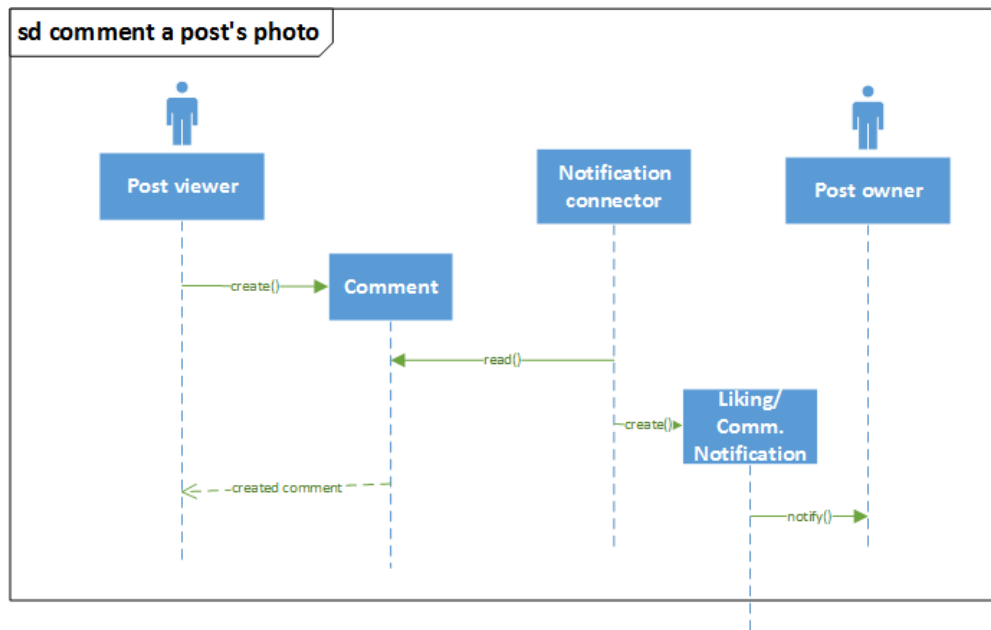 sd comment a post's photo
Post viewer
Notification
connector
Post owner
create()
Comment
read()
Liking/
Comm.
Notification
create()
created comment
notify()